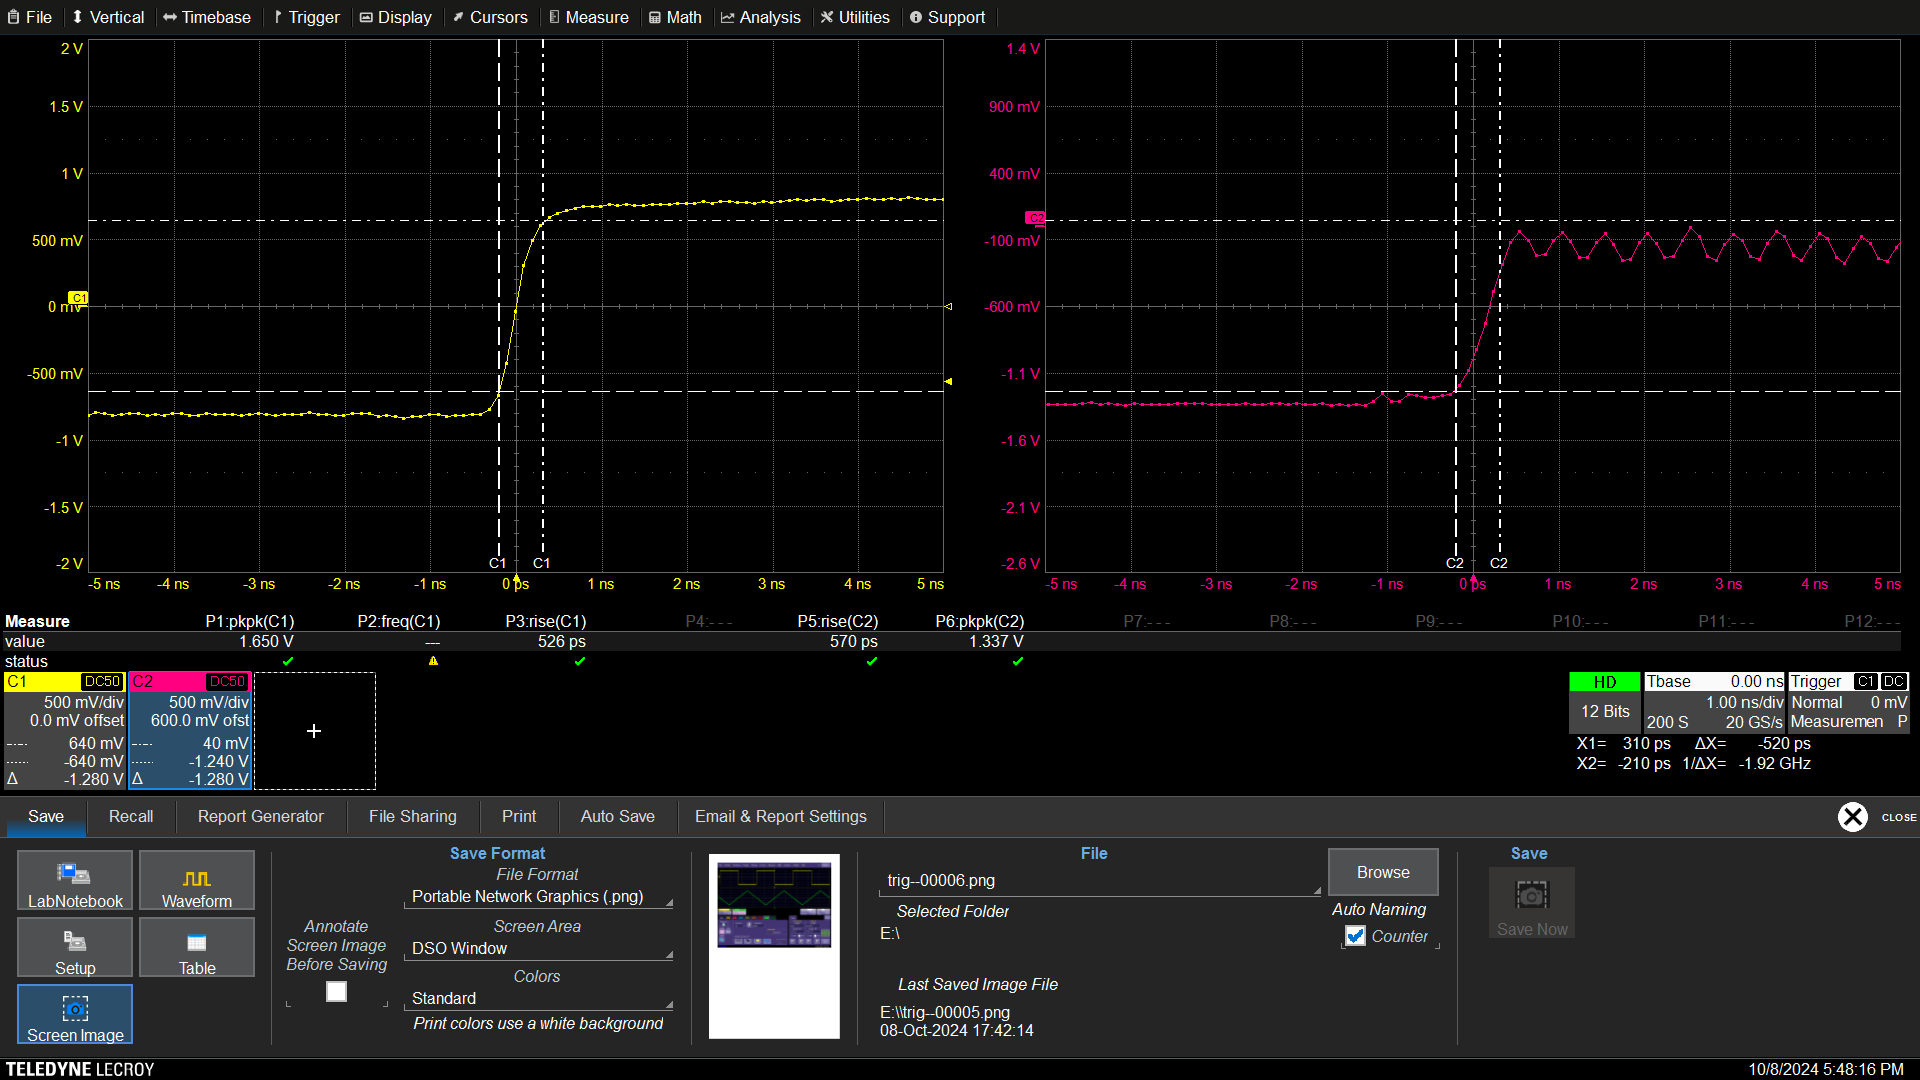 File Vertical Timebase Trigger Display Cursors Measure Math Analysis Utilities Support
2 V
1.5 V
1 V
500 mV
C1
0 mV
-500 mV
-1 V
-1.5 V
-2 V
C1 C1
-5 ns -4 ns -3 ns -2 ns -1 ns 0 ps 1 ns 2 ns 3 ns 4 ns 5 ns
1.4 V
900 mV
400 mV
C2
-100 mV
-600 mV
-1.1 V
-1.6 V
-2.1 V
-2.6 V
C2 C2
-5 ns -4 ns -3 ns -2 ns -1 ns 0 ps 1 ns 2 ns 3 ns 4 ns 5 ns
Measure P1:pkpk(C1) P2:freq(C1) P3:rise(C1) P4:--- P5:rise(C2) P6:pkpk(C2) P7:--- P8:--- P9:--- P10:--- P11:--- P12:---
value 1.650 V --- 526 ps 570 ps 1.337 V
status
C1 DC50
500 mV/div
0.0 mV offset
640 mV
-640 mV
Δ -1.280 V
C2 DC50
500 mV/div
600.0 mV ofst
40 mV
-1.240 V
Δ -1.280 V
+
HD
12 Bits
Tbase 0.00 ns
1.00 ns/div
200 S 20 GS/s
Trigger C1 DC
Normal 0 mV
Measuremen P
X1= 310 ps ΔX= -520 ps
X2= -210 ps 1/ΔX= -1.92 GHz
Save Recall Report Generator File Sharing Print Auto Save Email & Report Settings CLOSE
LabNotebook
Waveform
Setup
Table
Screen Image
Save Format
Annotate
Screen Image
Before Saving
File Format
Portable Network Graphics (.png)
Screen Area
DSO Window
Colors
Standard
Print colors use a white background
File
trig--00006.png
Browse
Selected Folder
E:\
Auto Naming
Counter
Last Saved Image File
E:\\trig--00005.png
08-Oct-2024 17:42:14
Save
Save Now
TELEDYNE LECROY
10/8/2024 5:48:16 PM